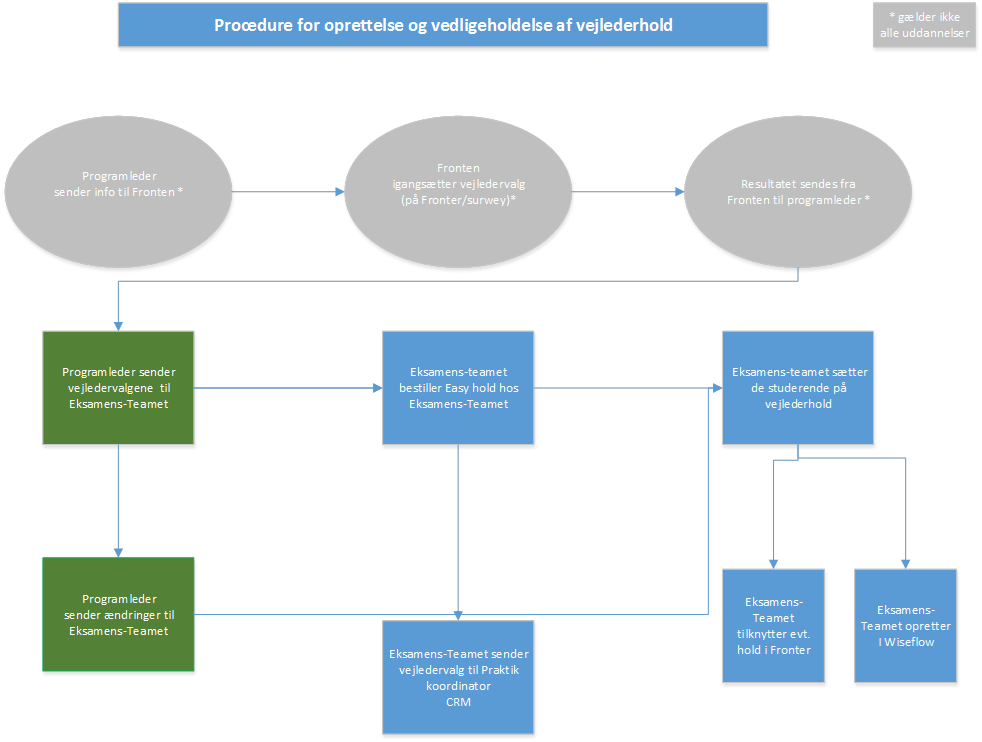 Procedure for oprettelse og vedligeholdelse af vejlederhold
* gælder ikke
alle uddannelser
Programleder
sender info til Fronten *
Fronten
igangsætter vejledervalg
(på Fronter/surwey)*
Resultatet sendes fra
Fronten til programleder *
Programleder sender
vejledervalgene til
Eksamens-Teamet
Eksamens-teamet
bestiller Easy hold hos
Eksamens-Teamet
Eksamens-teamet sætter
de studerende på
vejlederhold
Programleder
sender ændringer til
Eksamens-Teamet
Eksamens-Teamet sender
vejledervalg til Praktik
koordinator
CRM
Eksamens-
Teamet
tilknytter evt.
hold i Fronter
Eksamens-
Teamet opretter
I Wiseflow